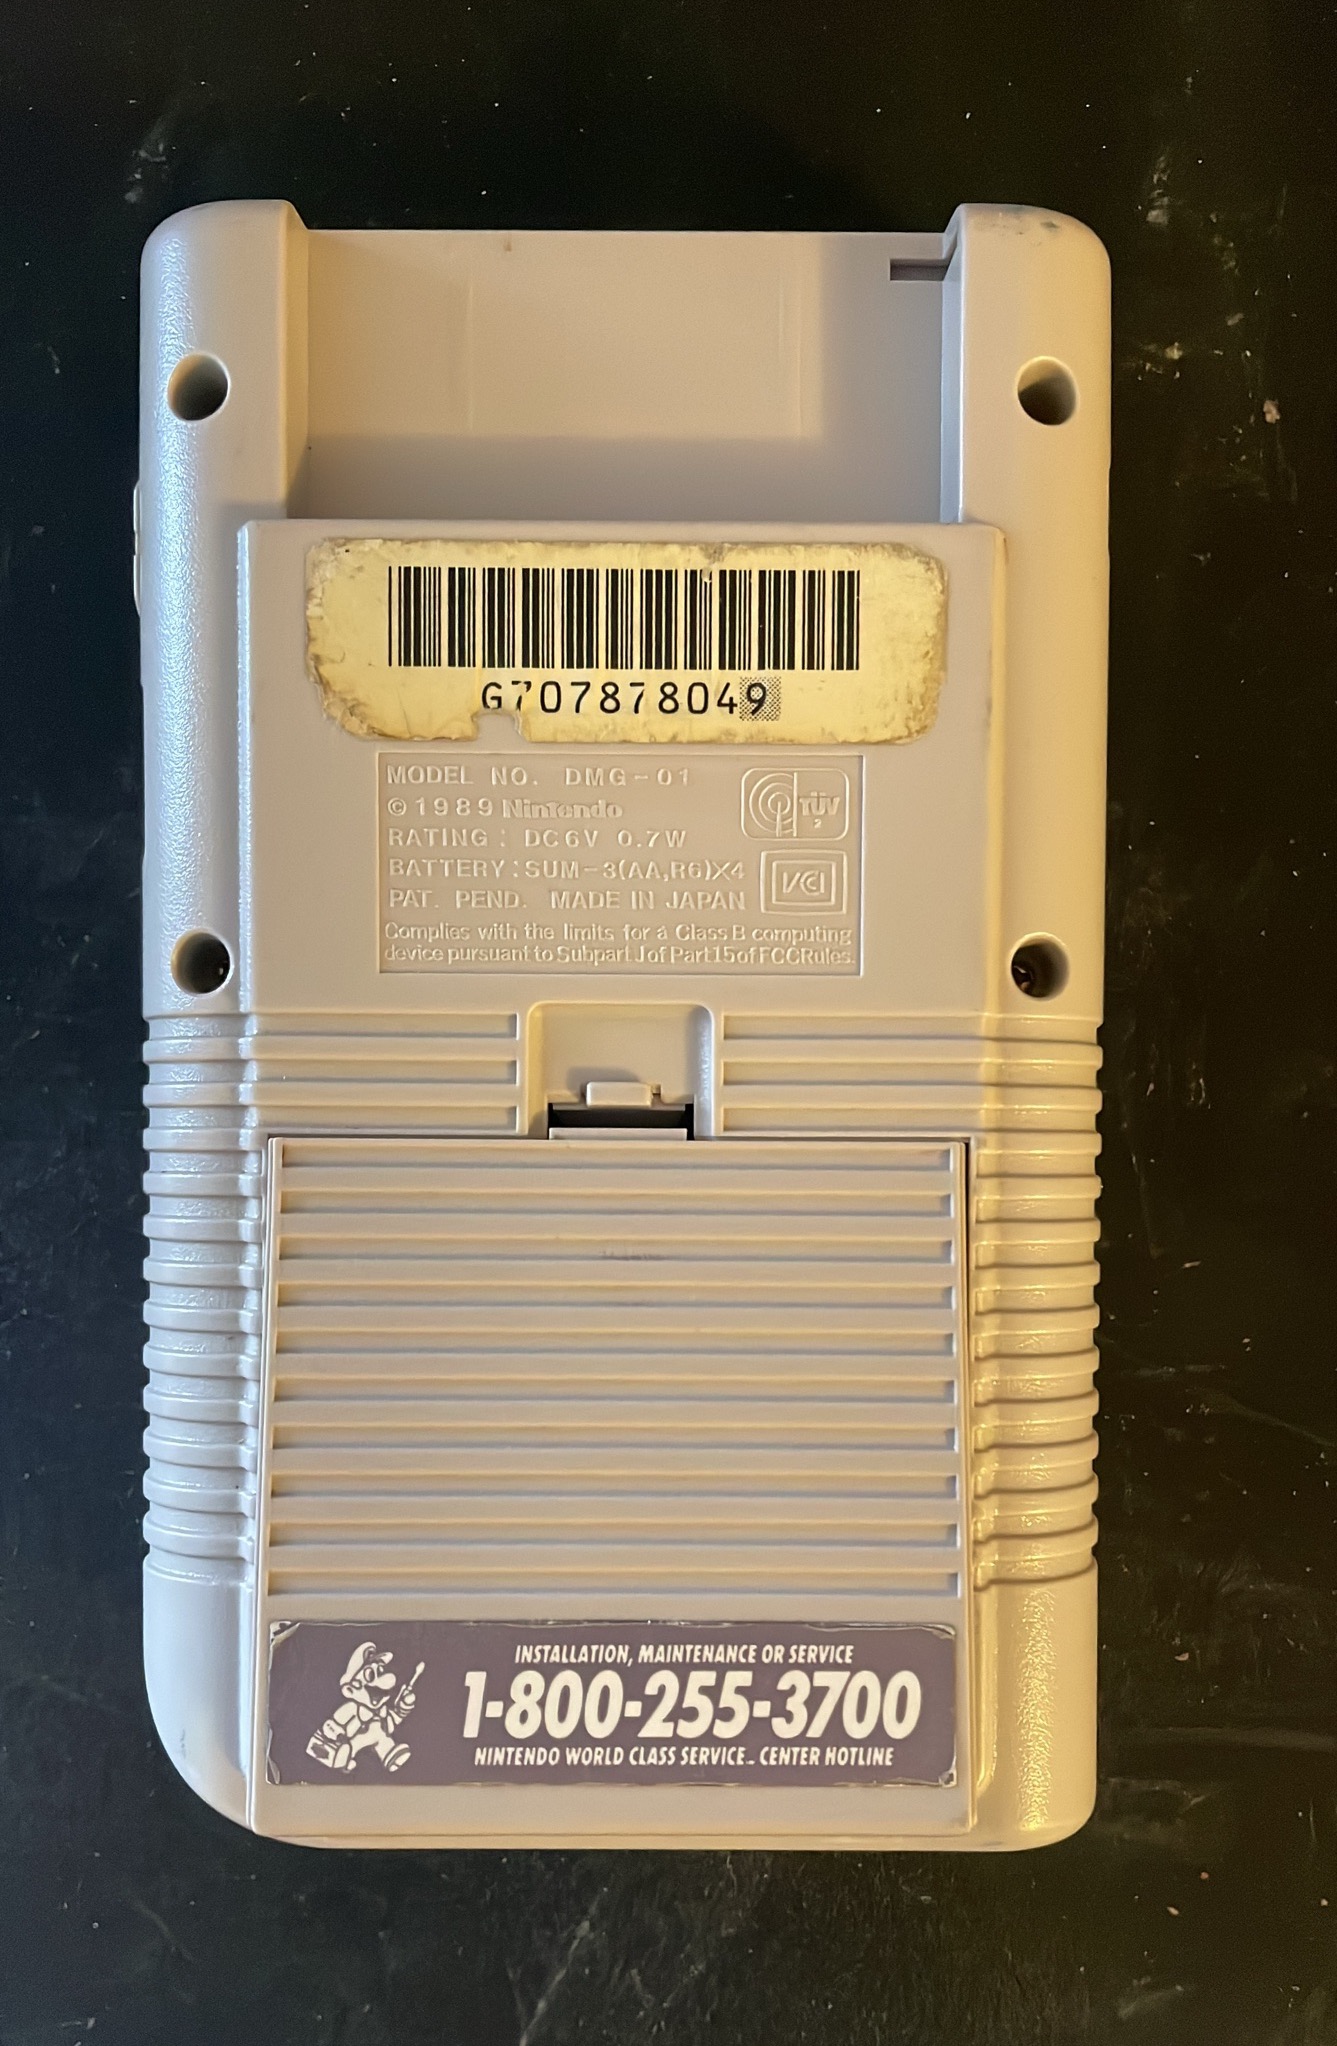 G707878049
MODEL NO. DMG-01
© 1989 Nintendo
RATING : DC6V 0.7W
BATTERY : SUM-3(AA,R6)X4
PAT. PEND. MADE IN JAPAN
TÜV
2
VCI
Complies with the limits for a Class B computing
device pursuant to Subpart J of Part 15 of FCC Rules.
INSTALLATION, MAINTENANCE OR SERVICE
1-800-255-3700
NINTENDO WORLD CLASS SERVICE™ CENTER HOTLINE